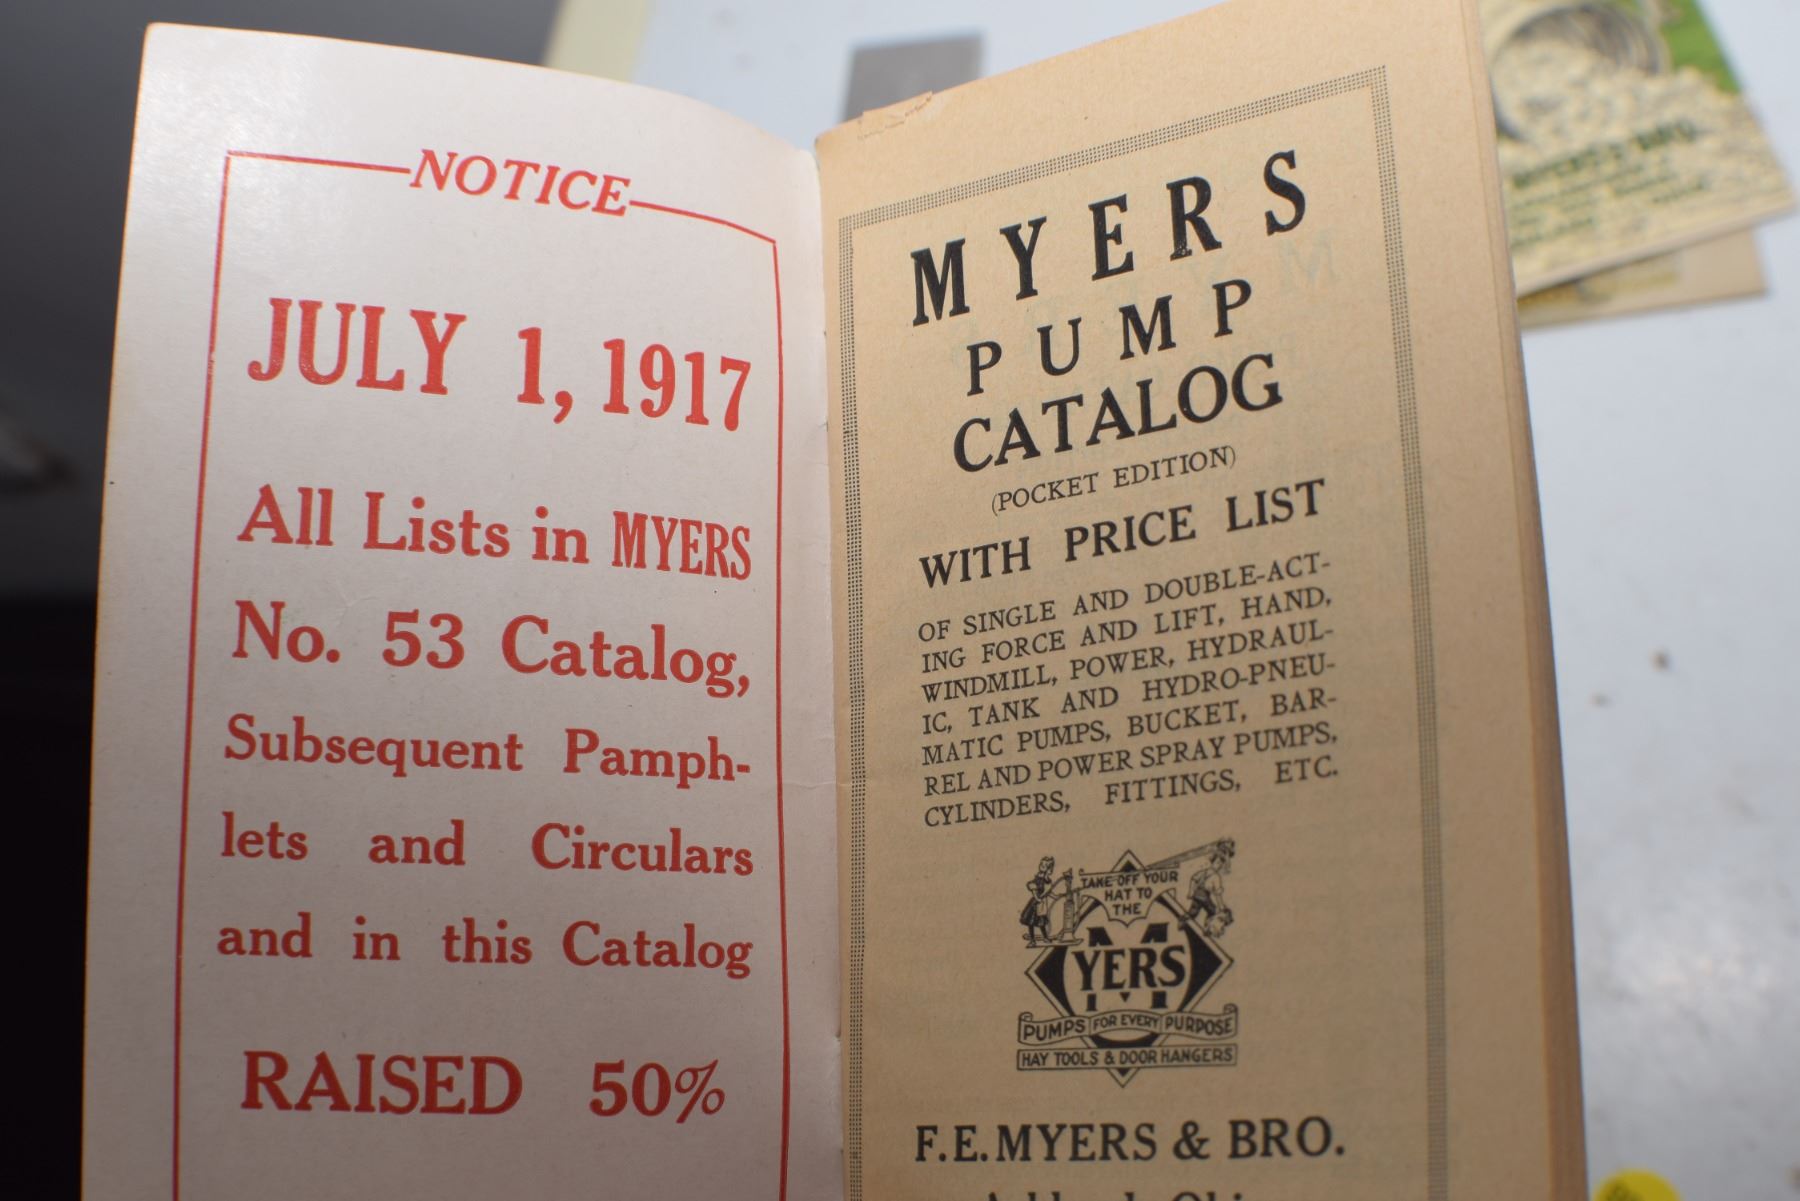 NOTICE
JULY 1, 1917
All Lists in MYERS
No. 53 Catalog,
Subsequent Pamph-
lets and Circulars
and in this Catalog
RAISED 50%
MYERS
PUMP
CATALOG
(POCKET EDITION)
WITH PRICE LIST
OF SINGLE AND DOUBLE-ACT-
ING FORCE AND LIFT, HAND,
WINDMILL, POWER, HYDRAUL-
IC, TANK AND HYDRO-PNEU-
MATIC PUMPS, BUCKET, BAR-
REL AND POWER SPRAY PUMPS,
CYLINDERS, FITTINGS, ETC.
TAKE OFF YOUR
HAT TO
THE
MYERS
PUMPS FOR EVERY PURPOSE
HAY TOOLS & DOOR HANGERS
F. E. MYERS & BRO.